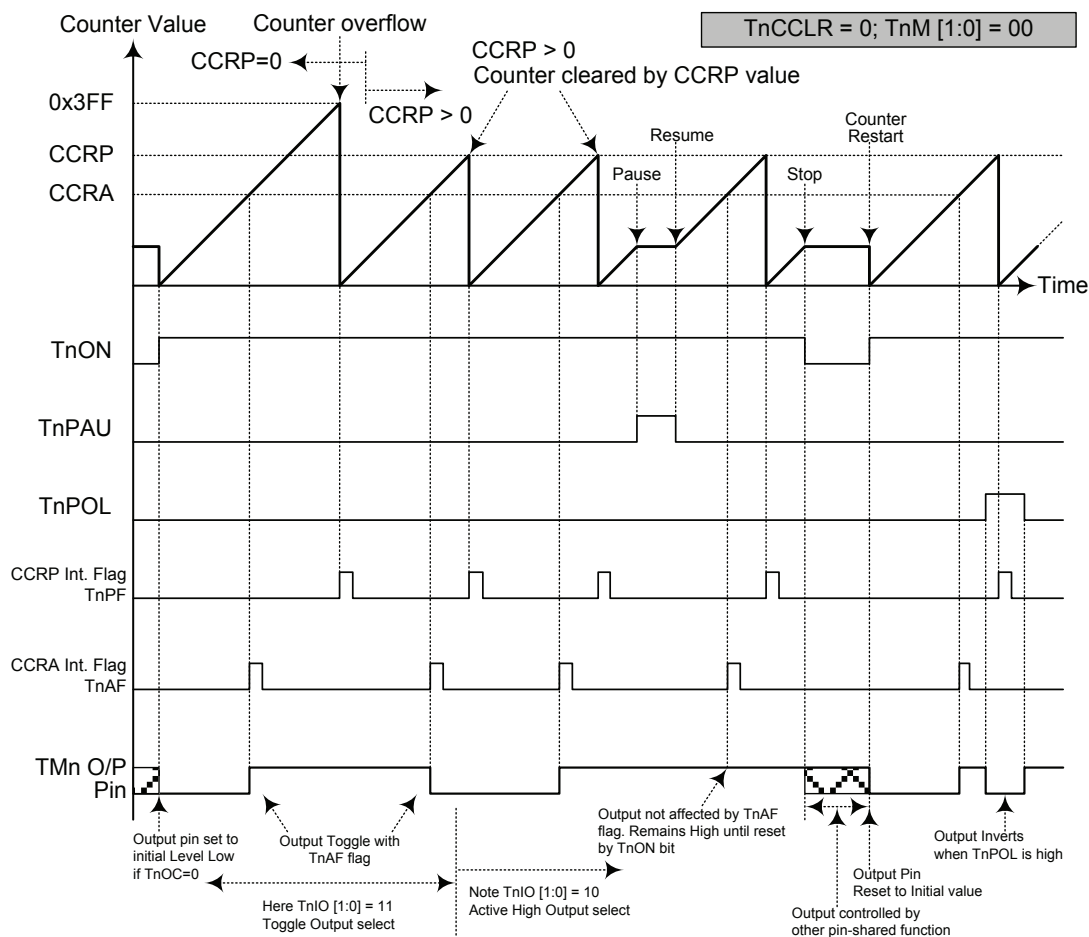 Counter Value
Counter overflow
TnCCLR = 0; TnM [1:0] = 00
CCRP=0
CCRP > 0
CCRP > 0
Counter cleared by CCRP value
0x3FF
CCRP
CCRA
Pause
Resume
Stop
Counter
Restart
Time
TnON
TnPAU
TnPOL
CCRP Int. Flag
TnPF
CCRA Int. Flag
TnAF
TMn O/P
Pin
Output pin set to
initial Level Low
if TnOC=0
Output Toggle with
TnAF flag
Output not affected by TnAF
flag. Remains High until reset
by TnON bit
Output Inverts
when TnPOL is high
Output Pin
Reset to Initial value
Here TnIO [1:0] = 11
Toggle Output select
Note TnIO [1:0] = 10
Active High Output select
Output controlled by
other pin-shared function